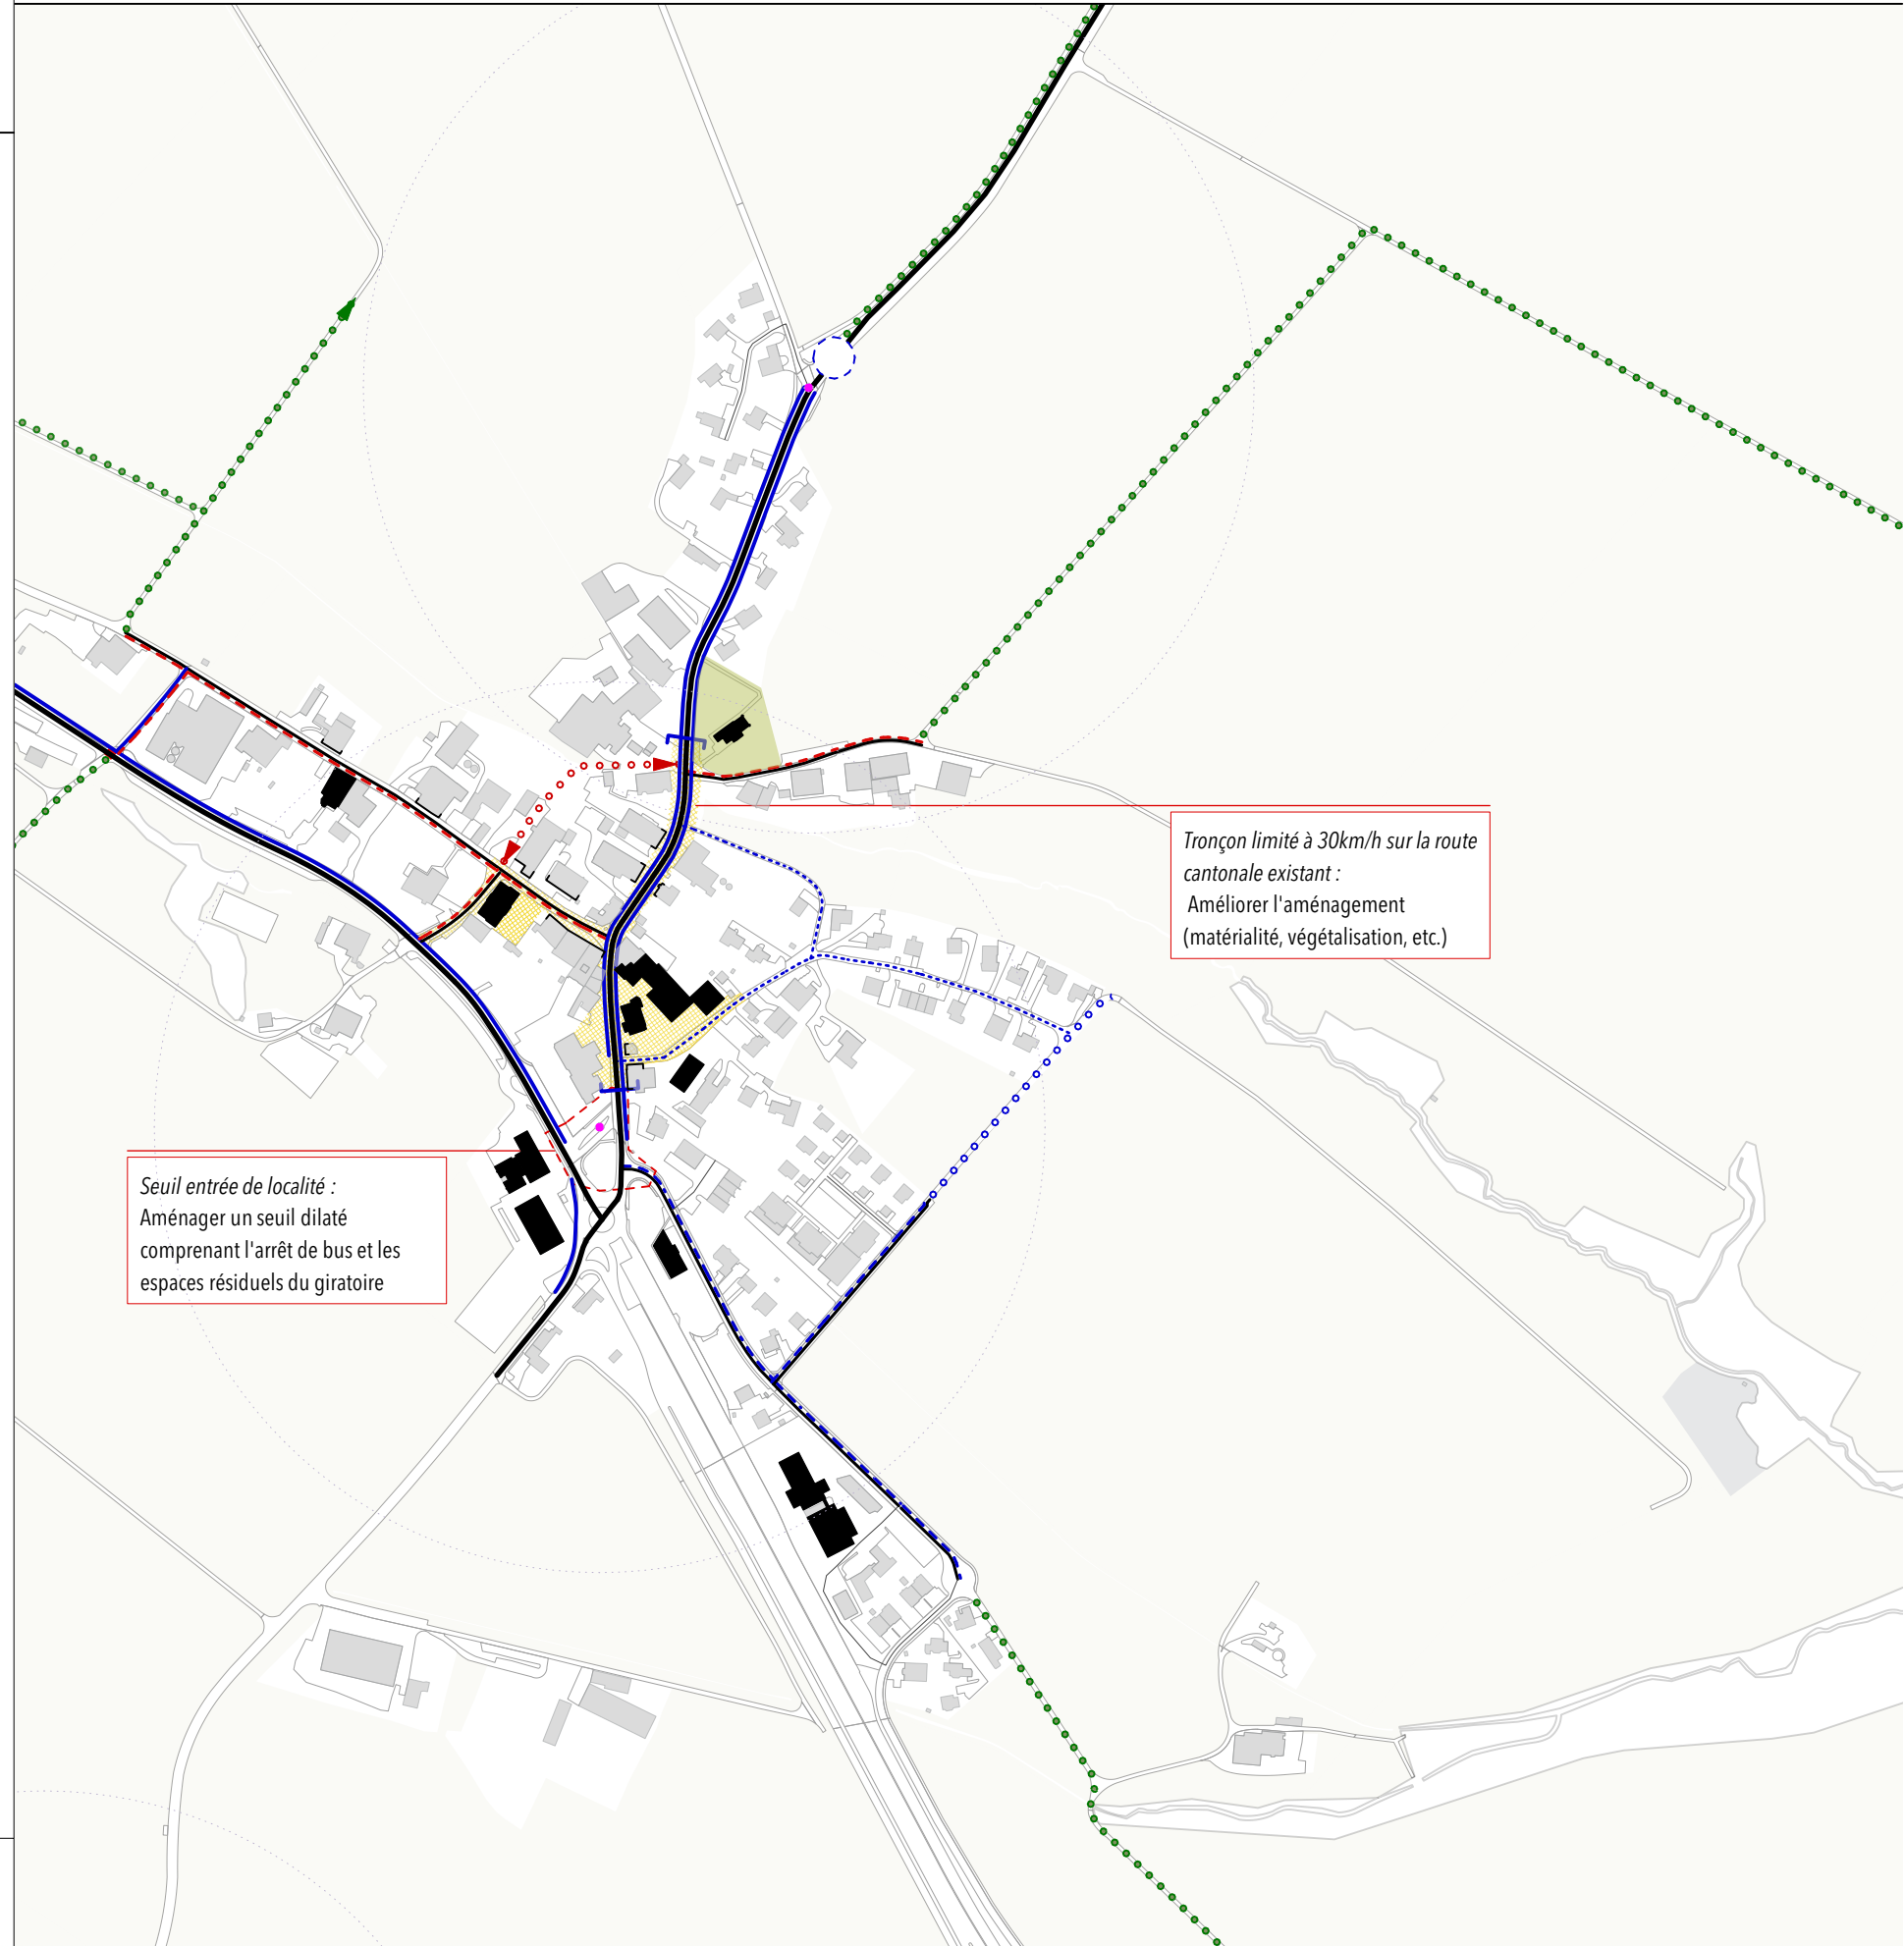 Tronçon limité à 30km/h sur la route
cantonale existant :
Améliorer l'aménagement
(matérialité, végétalisation, etc.)
Seuil entrée de localité :
Aménager un seuil dilaté
comprenant l'arrêt de bus et les
espaces résiduels du giratoire